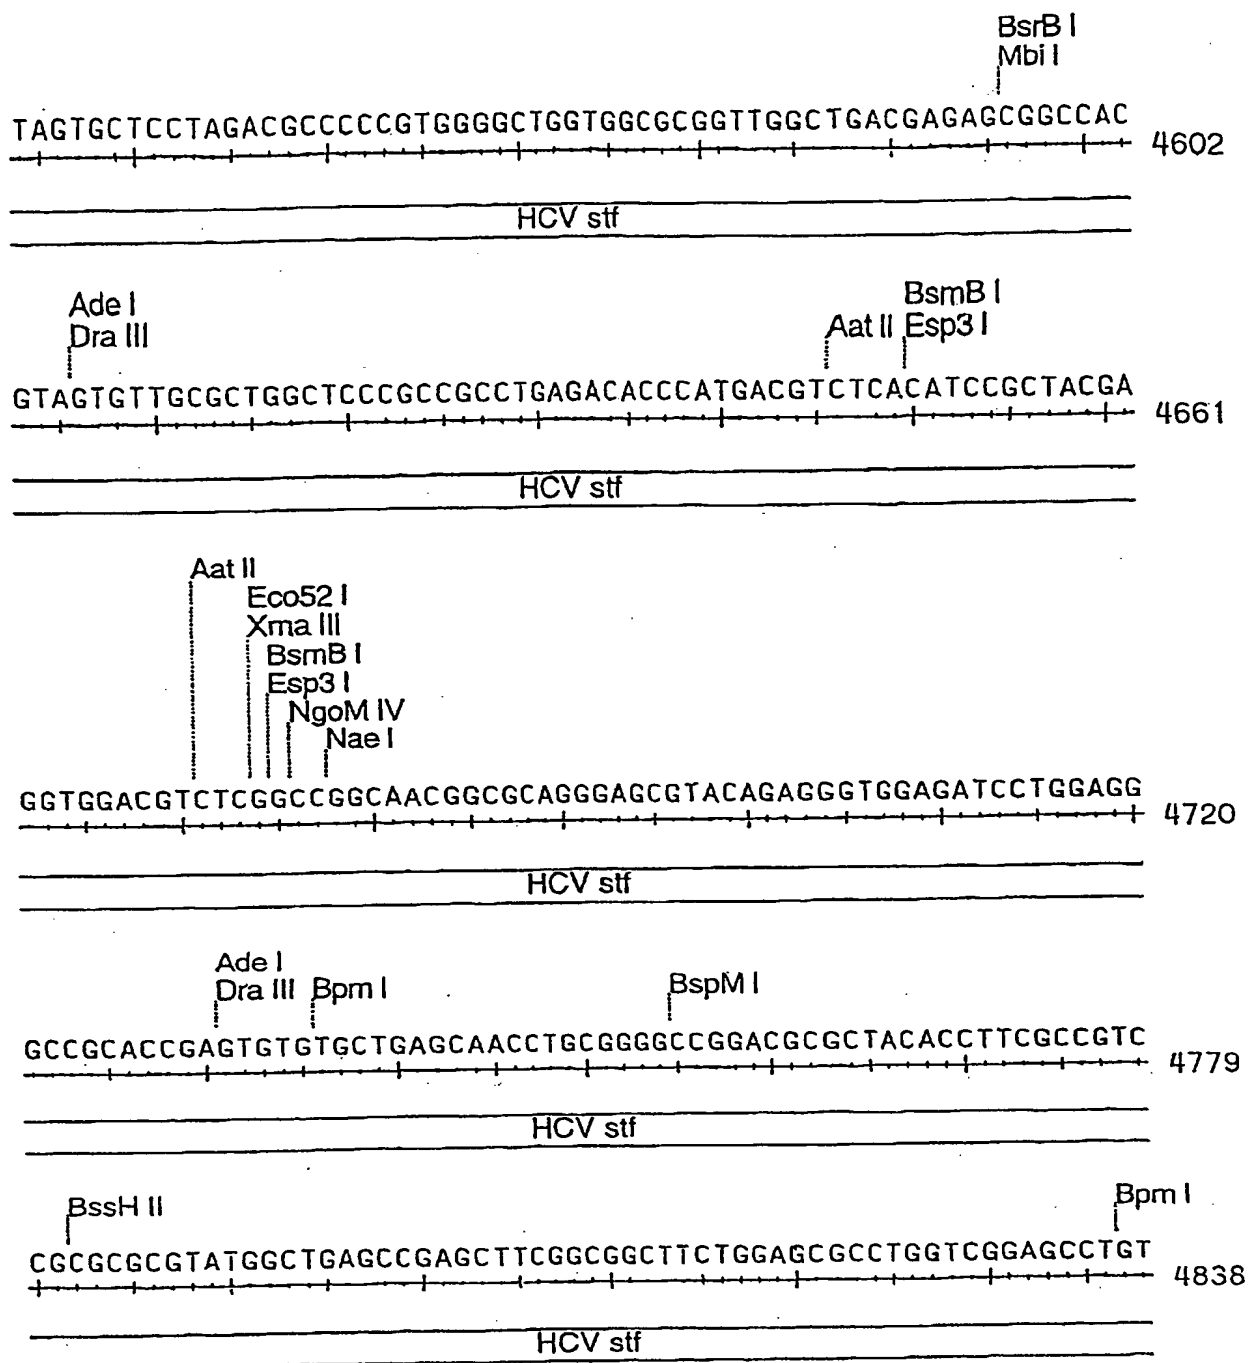 BsrB I
Mbi I
TAGTGCTCCTAGACGCCCCCGTGGGGCTGGTGGCGCGGTTGGCTGACGAGAGCGGCCAC 4602
HCV stf
Ade I BsmB I
Dra III Aat II Esp3 I
GTAGTGTTGCGCTGGCTCCCGCCGCCTGAGACACCCATGACGTCTCACATCCGCTACGA 4661
HCV stf
Aat II
Eco52 I
Xma III
BsmB I
Esp3 I
NgoM IV
Nae I
GGTGGACGTCTCGGCCGGCAACGGCGCAGGGAGCGTACAGAGGGTGGAGATCCTGGAGG 4720
HCV stf
Ade I
Dra III Bpm I BspM I
GCCGCACCGAGTGTGTGCTGAGCAACCTGCGGGGCCGGACGCGCTACACCTTCGCCGTC 4779
HCV stf
BssH II Bpm I
CGCGCGCGTATGGCTGAGCCGAGCTTCGGCGGCTTCTGGAGCGCCTGGTCGGAGCCTGT 4838
HCV stf